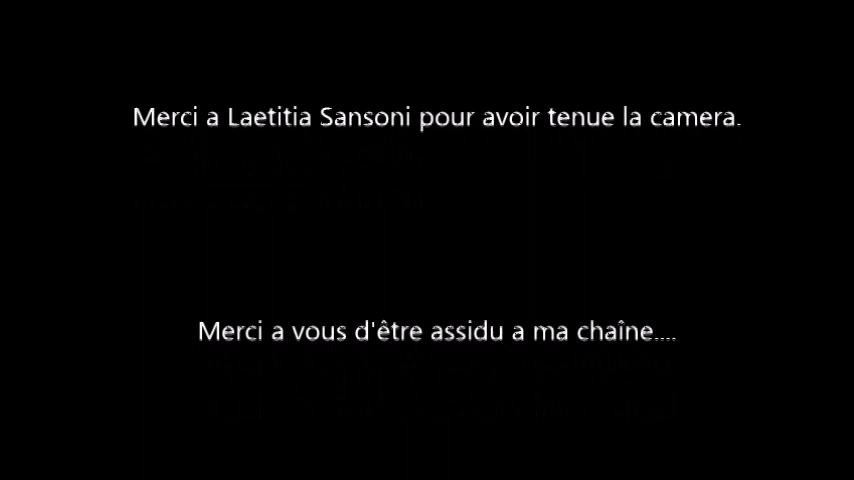 Merci a Laetitia Sansoni pour avoir tenue la camera.
Merci a vous d'être assidu a ma chaîne....